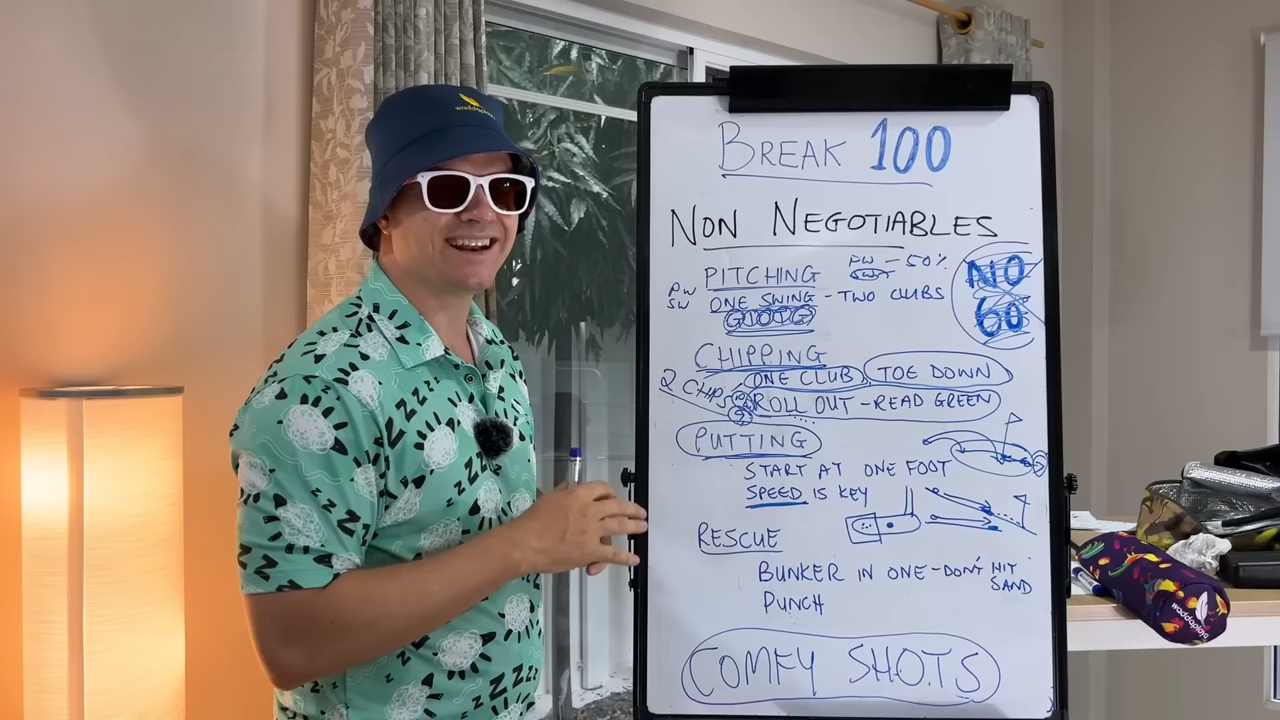 waddaplaya
BREAK 100
NON NEGOTIABLES
PITCHING PW - 50%
PW SW ONE SWING - TWO CLUBS
GIOTG
NO
60
CHIPPING
ONE CLUB TOE DOWN
2 CHIPS ROLL OUT - READ GREEN
PUTTING
START AT ONE FOOT
SPEED IS KEY
RESCUE
BUNKER IN ONE - DON'T HIT SAND
PUNCH
COMFY SHOTS
ZZZ
waddaplaya